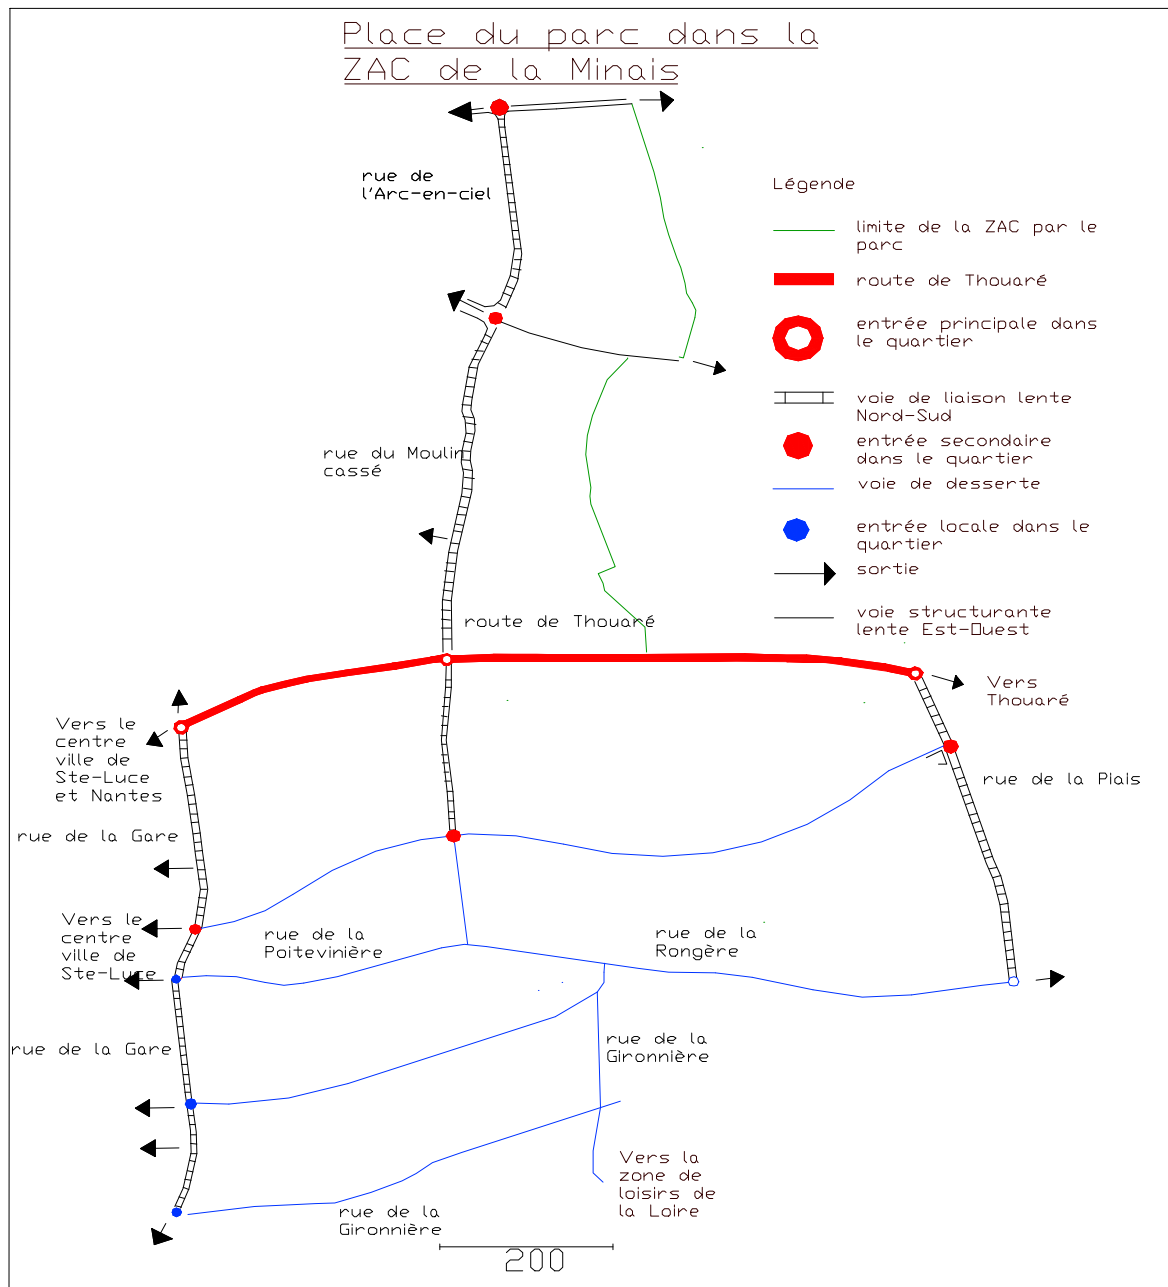 Place du parc dans la
ZAC de la Minais
rue de
l'Arc-en-ciel
Légende
limite de la ZAC par le
parc
route de Thouaré
entrée principale dans
le quartier
voie de liaison lente
Nord-Sud
entrée secondaire
dans le quartier
voie de desserte
entrée locale dans le
quartier
sortie
voie structurante
lente Est-Ouest
rue du Moulin
cassé
route de Thouaré
Vers
Thouaré
Vers le
centre
ville de
Ste-Luce
et Nantes
rue de la Plais
rue de la Gare
Vers le
centre
ville de
Ste-Luce
rue de la
Poitevinière
rue de la
Rongère
rue de la Gare
rue de la
Gironnière
Vers la
zone de
loisirs de
la Loire
rue de la
Gironnière
200